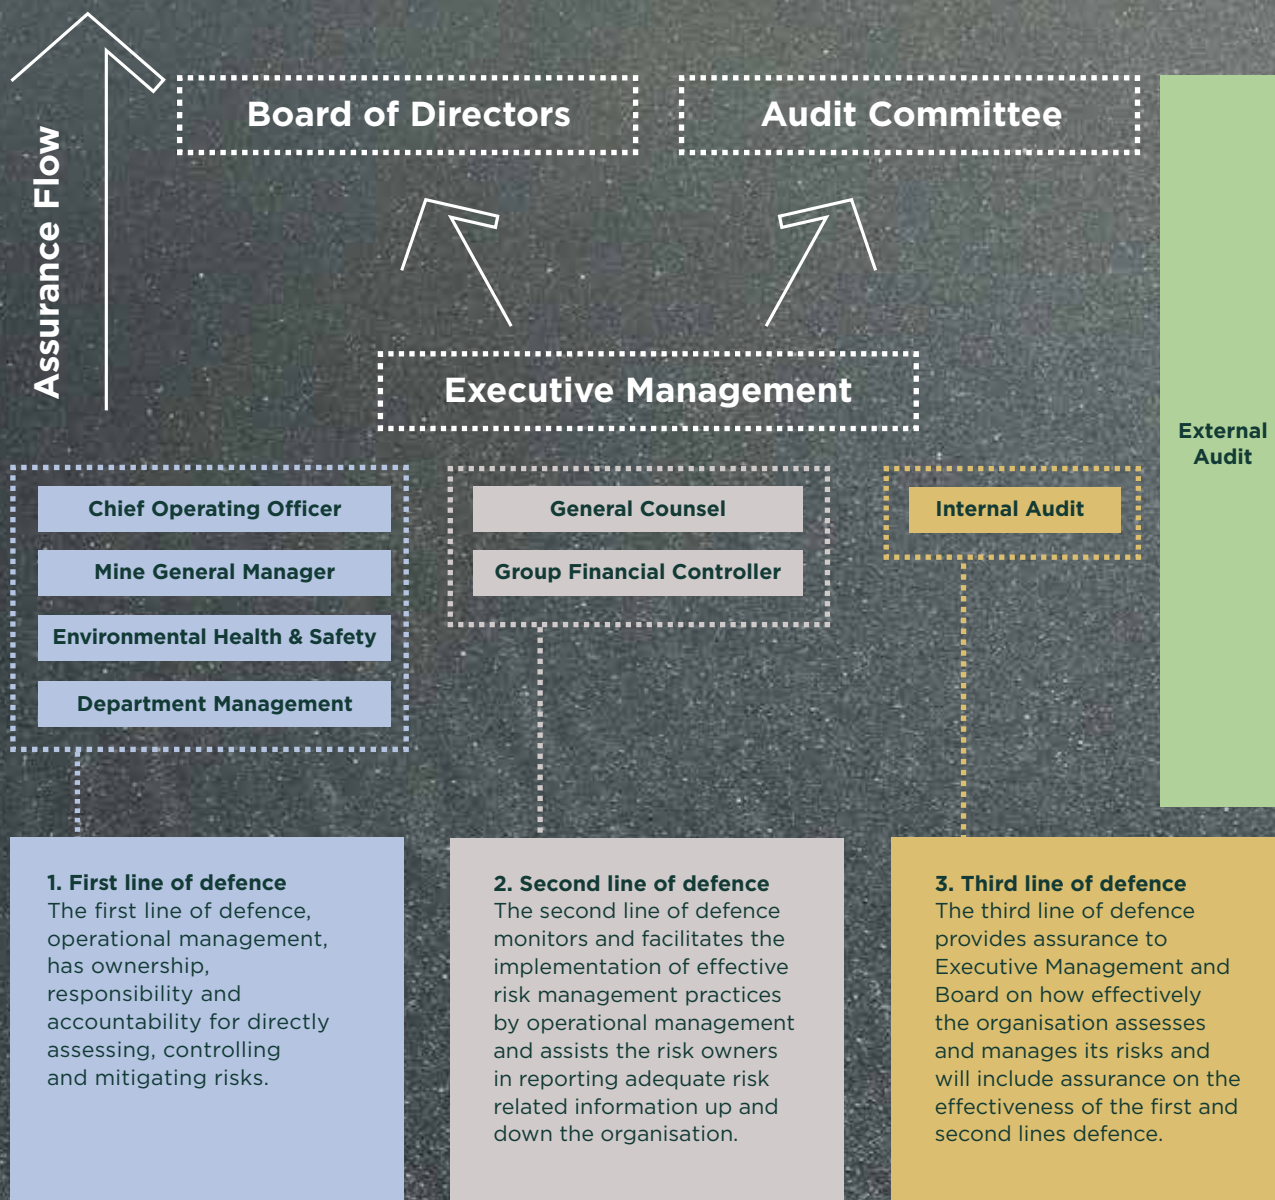 Assurance Flow
Board of Directors
Audit Committee
Executive Management
External
Audit
Chief Operating Officer
Mine General Manager
Environmental Health & Safety
Department Management
General Counsel
Group Financial Controller
Internal Audit
1. First line of defence
The first line of defence,
operational management,
has ownership,
responsibility and
accountability for directly
assessing, controlling
and mitigating risks.
2. Second line of defence
The second line of defence
monitors and facilitates the
implementation of effective
risk management practices
by operational management
and assists the risk owners
in reporting adequate risk
related information up and
down the organisation.
3. Third line of defence
The third line of defence
provides assurance to
Executive Management and
Board on how effectively
the organisation assesses
and manages its risks and
will include assurance on the
effectiveness of the first and
second lines defence.